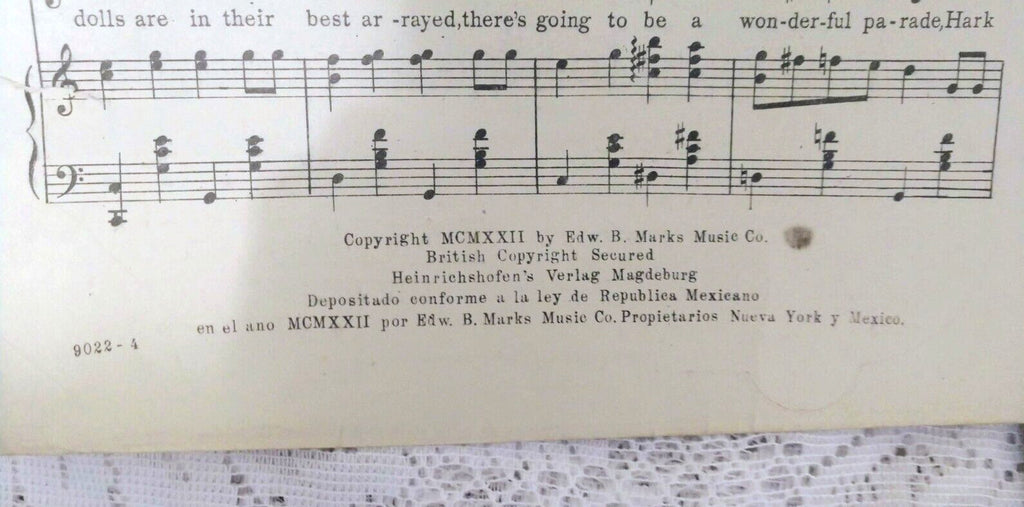 dolls are in their best ar-rayed, there's going to be a won-der-ful pa-rade, Hark
Copyright MCMXXII by Edw. B. Marks Music Co.
British Copyright Secured
Heinrichshofen's Verlag Magdeburg
Depositado conforme a la ley de Republica Mexicano
en el ano MCMXXII por Edw. B. Marks Music Co. Propietarios Nueva York y Mexico.
9022-4